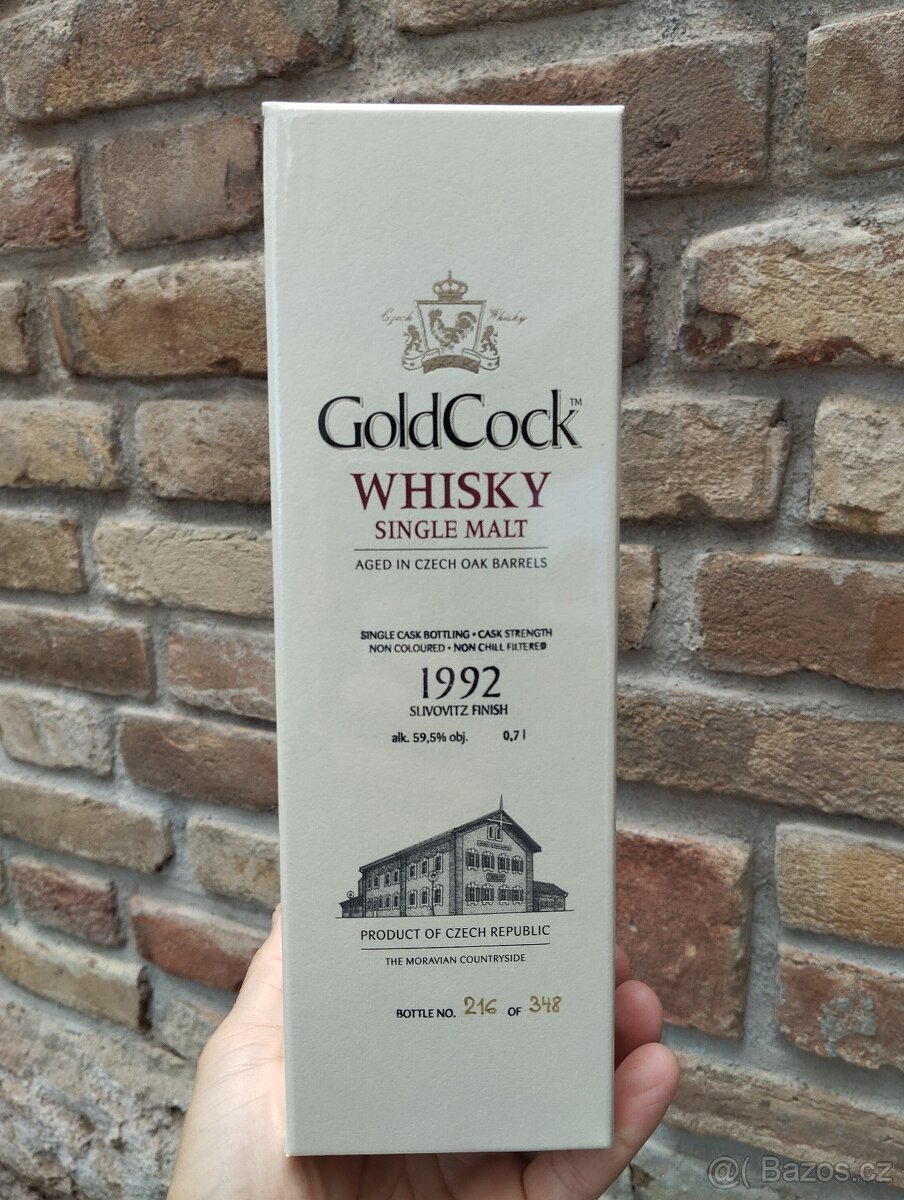 Czech Whisky
GoldCock™
WHISKY
SINGLE MALT
AGED IN CZECH OAK BARRELS
SINGLE CASK BOTTLING • CASK STRENGTH
NON COLOURED • NON CHILL FILTERED
1992
SLIVOVITZ FINISH
alk. 59,5% obj. 0,7 l
PRODUCT OF CZECH REPUBLIC
THE MORAVIAN COUNTRYSIDE
BOTTLE NO. 216 OF 348
@( Bazos.cz